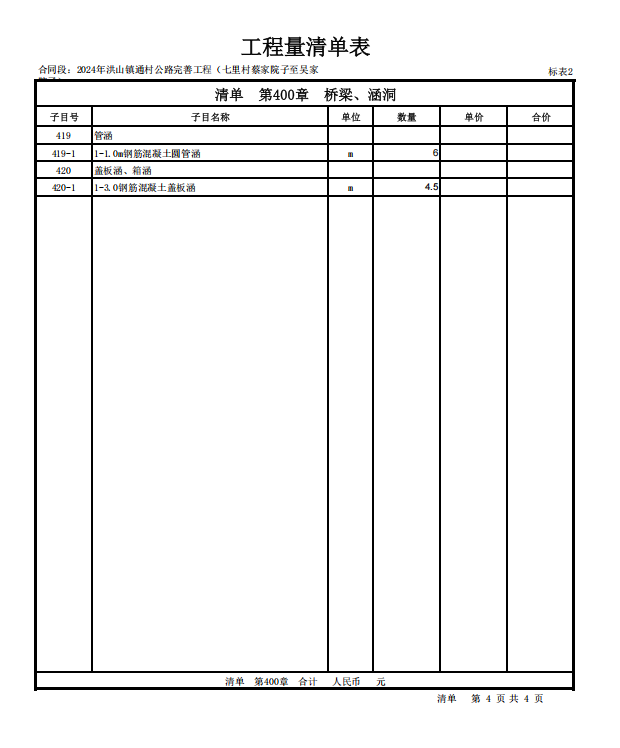 工程量清单表
合同段：2024年洪山镇通村公路完善工程（七里村蔡家院子至吴家
标表2
清单 第400章 桥梁、涵洞
子目号 子目名称 单位 数量 单价 合价
419 管涵
419-1 1-1.0m钢筋混凝土圆管涵 m 6
420 盖板涵、箱涵
420-1 1-3.0钢筋混凝土盖板涵 m 4.5
清单 第400章 合计 人民币 元
清单 第 4 页 共 4 页